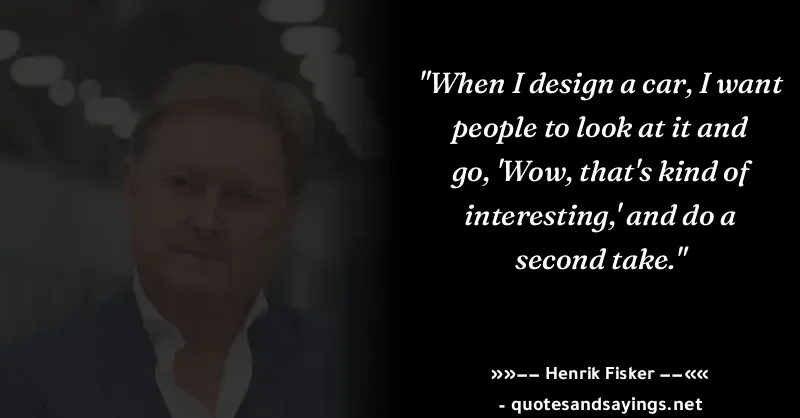 "When I design a car, I want
people to look at it and
go, 'Wow, that's kind of
interesting,' and do a
second take."
»»−− Henrik Fisker −−««
- quotesandsayings.net